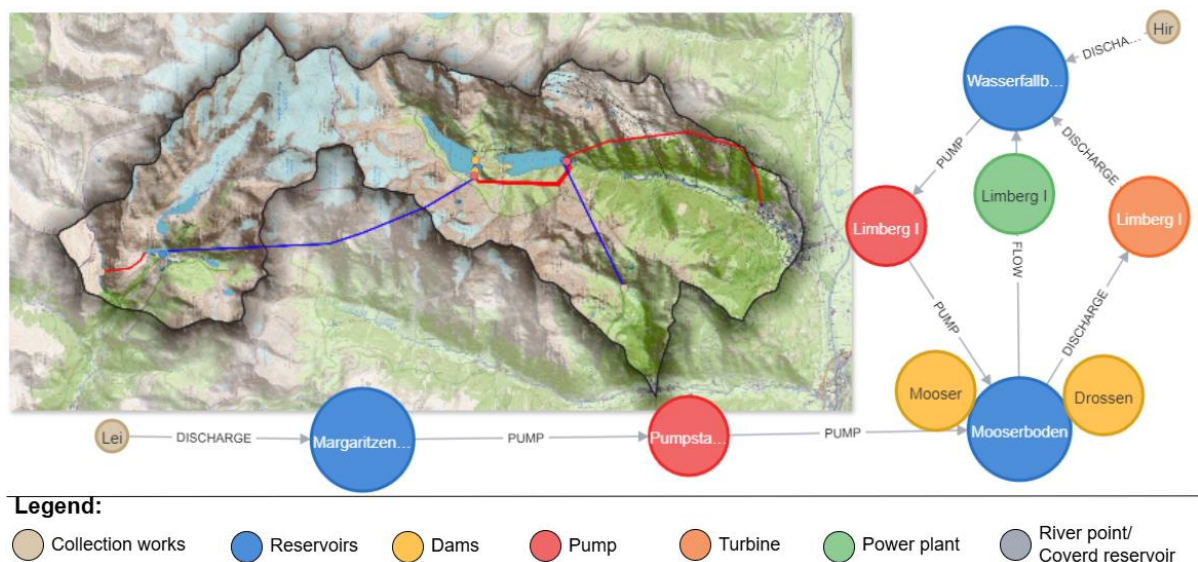 Hir
DISCHA...
Wasserfallb...
PUMP
DISCHARGE
Limberg I
Limberg I
Limberg I
FLOW
PUMP
DISCHARGE
Mooser
Drossen
Mooserboden
Lei
DISCHARGE
Margaritzen...
PUMP
Pumpsta...
PUMP
Legend:
Collection works
Reservoirs
Dams
Pump
Turbine
Power plant
River point/
Coverd reservoir